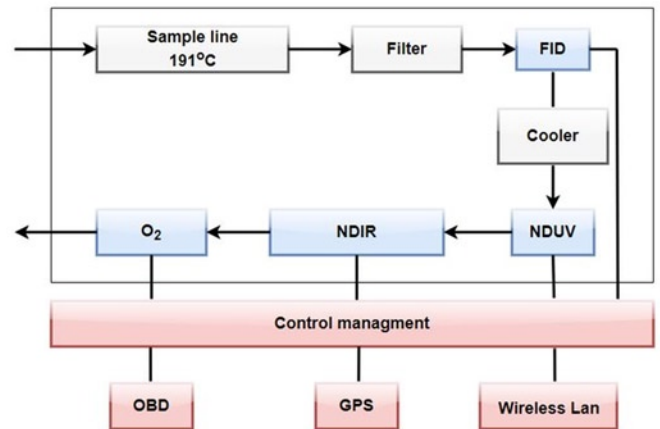 Sample line
191°C
Filter
FID
Cooler
O₂
NDIR
NDUV
Control managment
OBD
GPS
Wireless Lan